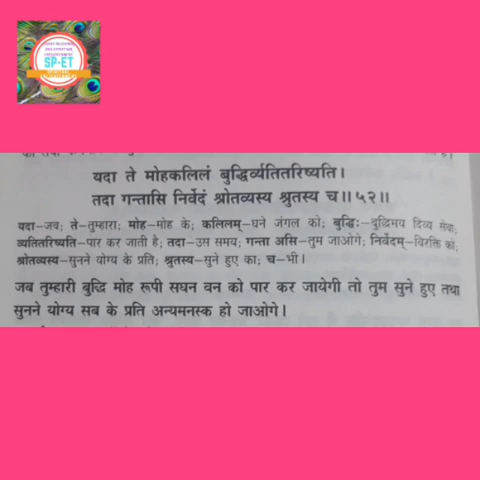 SP-ET
यदा ते मोहकलिलं बुद्धिर्व्यतितरिष्यति।
तदा गन्तासि निर्वेदं श्रोतव्यस्य श्रुतस्य च॥५२॥
यदा–जब; ते–तुम्हारा; मोह–मोह के; कलिलम्–घने जंगल को; बुद्धिः–बुद्धिमय दिव्य सेवा;
व्यतितरिष्यति–पार कर जाती है; तदा–उस समय; गन्ता असि–तुम जाओगे; निर्वेदम्–विरक्ति को;
श्रोतव्यस्य–सुनने योग्य के प्रति; श्रुतस्य–सुने हुए का; च–भी।
जब तुम्हारी बुद्धि मोह रूपी सघन वन को पार कर जायेगी तो तुम सुने हुए तथा
सुनने योग्य सब के प्रति अन्यमनस्क हो जाओगे।